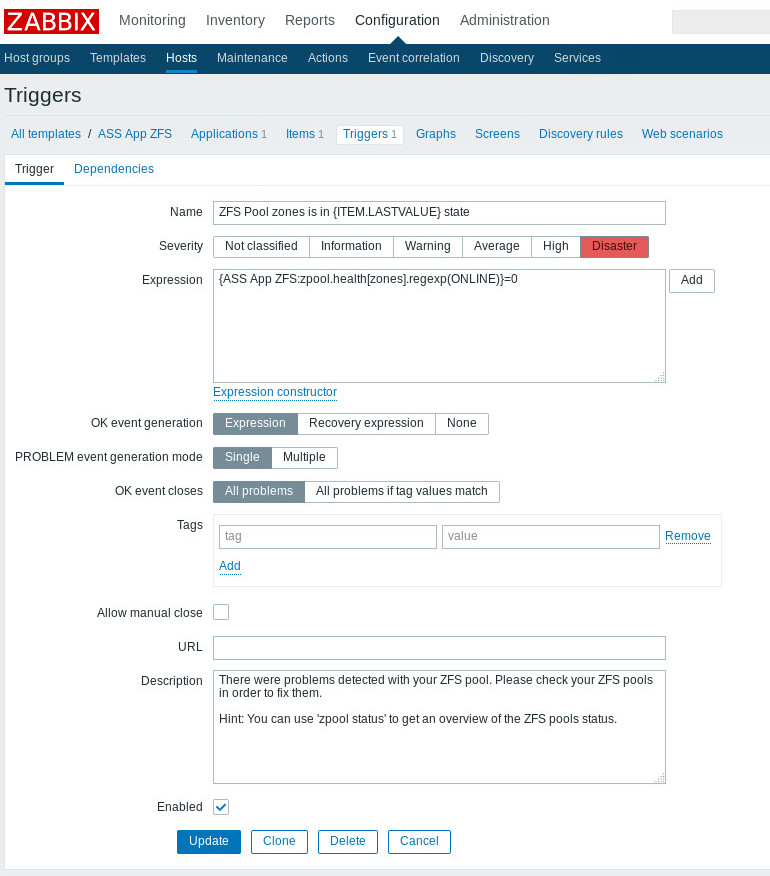 ZABBIX Monitoring Inventory Reports Configuration Administration
Host groups Templates Hosts Maintenance Actions Event correlation Discovery Services
Triggers
All templates / ASS App ZFS Applications 1 Items 1 Triggers 1 Graphs Screens Discovery rules Web scenarios
Trigger Dependencies
Name ZFS Pool zones is in {ITEM.LASTVALUE} state
Severity Not classified Information Warning Average High Disaster
Expression {ASS App ZFS:zpool.health[zones].regexp(ONLINE)}=0 Add
Expression constructor
OK event generation Expression Recovery expression None
PROBLEM event generation mode Single Multiple
OK event closes All problems All problems if tag values match
Tags
tag value Remove
Add
Allow manual close
URL
Description There were problems detected with your ZFS pool. Please check your ZFS pools
in order to fix them.
Hint: You can use 'zpool status' to get an overview of the ZFS pools status.
Enabled
Update Clone Delete Cancel